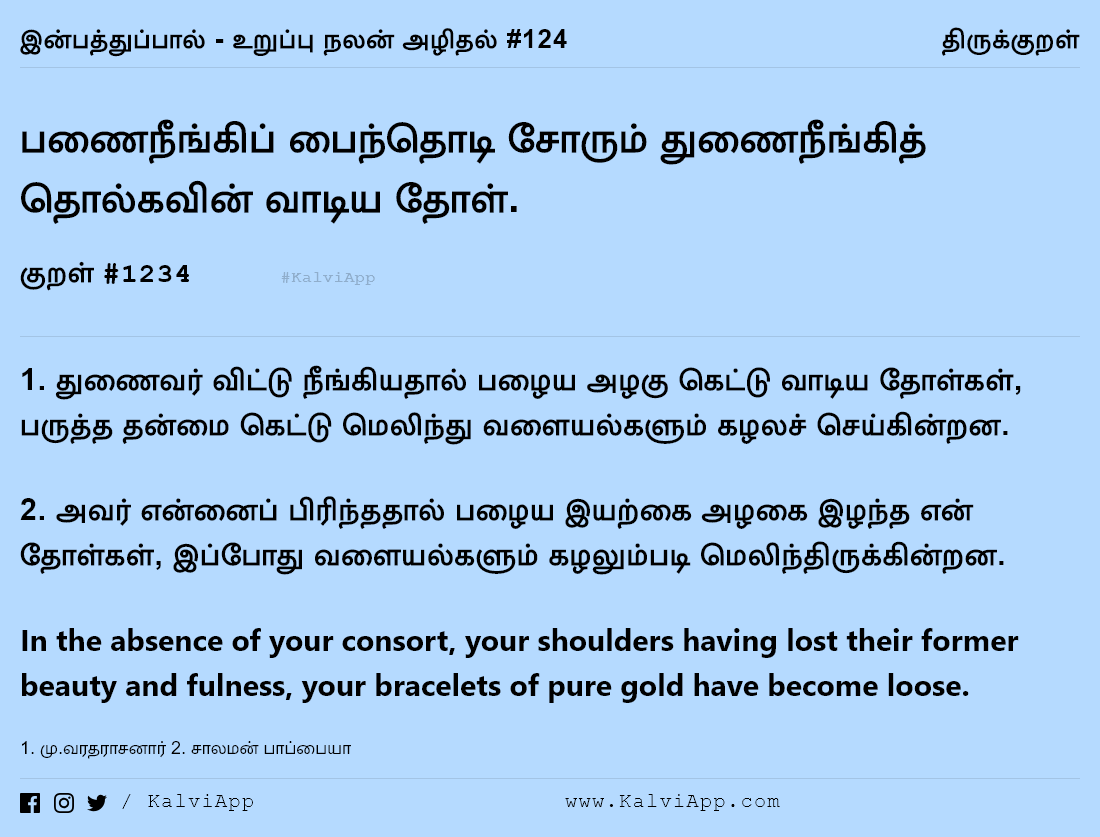 இன்பத்துப்பால் - உறுப்பு நலன் அழிதல் #124
திருக்குறள்
பணைநீங்கிப் பைந்தொடி சோரும் துணைநீங்கித்
தொல்கவின் வாடிய தோள்.
குறள் #1234
#KalviApp
1. துணைவர் விட்டு நீங்கியதால் பழைய அழகு கெட்டு வாடிய தோள்கள்,
பருத்த தன்மை கெட்டு மெலிந்து வளையல்களும் கழலச் செய்கின்றன.
2. அவர் என்னைப் பிரிந்ததால் பழைய இயற்கை அழகை இழந்த என்
தோள்கள், இப்போது வளையல்களும் கழலும்படி மெலிந்திருக்கின்றன.
In the absence of your consort, your shoulders having lost their former
beauty and fulness, your bracelets of pure gold have become loose.
1. மு.வரதராசனார் 2. சாலமன் பாப்பையா
/ KalviApp
www.KalviApp.com